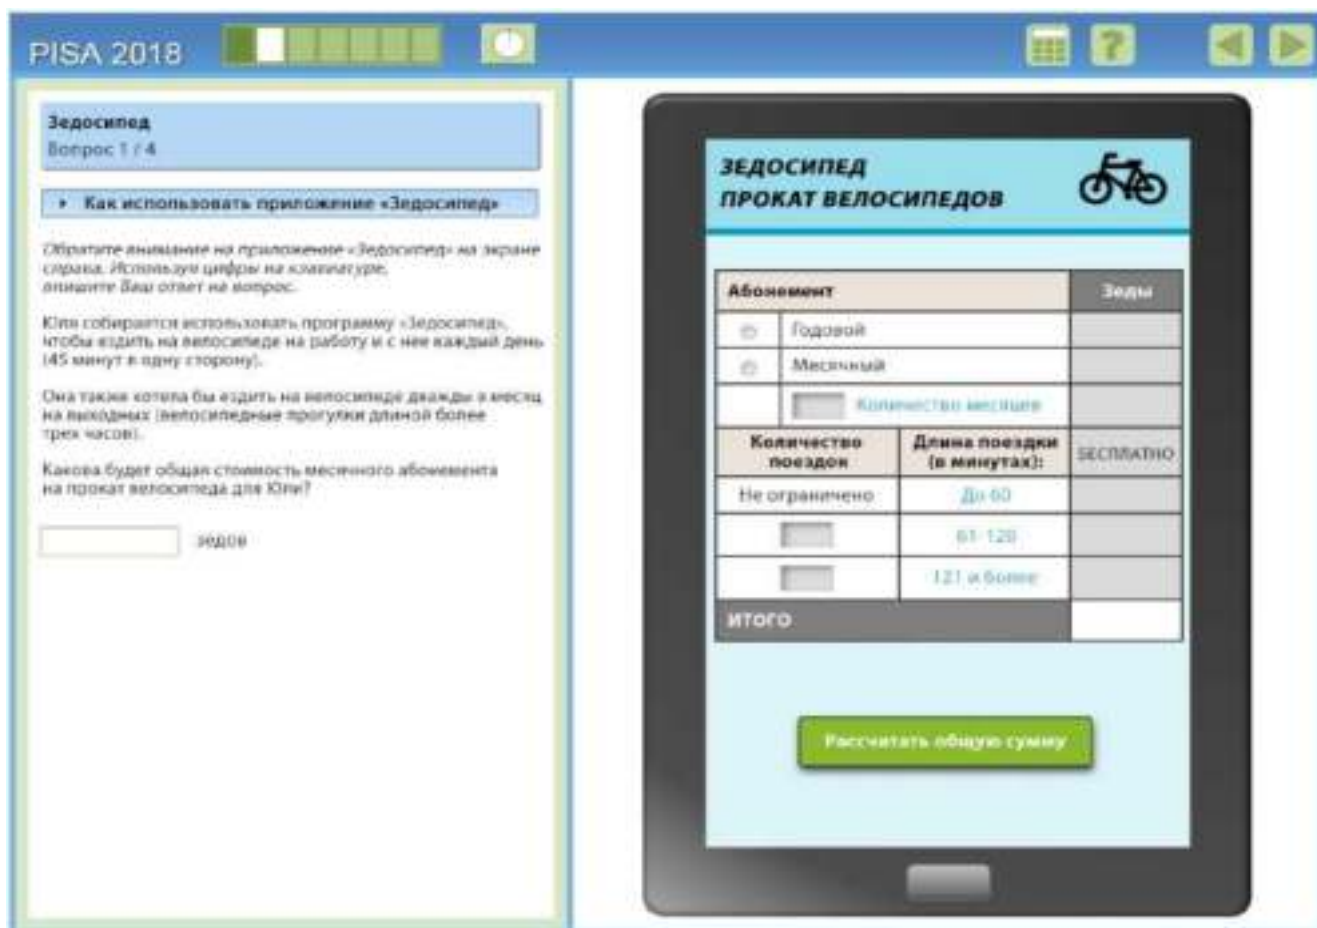 PISA 2018
?
Зедосипед
Вопрос 1 / 4
Как использовать приложение «Зедосипед»
Обратите внимание на приложение «Зедосипед» на экране
справа. Используя цифры на клавиатуре,
впишите Ваш ответ на вопрос.
Юля собирается использовать программу «Зедосипед»,
чтобы ездить на велосипеде на работу и с нее каждый день
(45 минут в одну сторону).
Она также хотела бы ездить на велосипеде дважды в месяц
на выходных (велосипедные прогулки длиной более
трех часов).
Какова будет общая стоимость месячного абонемента
на прокат велосипеда для Юли?
зедов
ЗЕДОСИПЕД
ПРОКАТ ВЕЛОСИПЕДОВ
Абонемент Зеды
Годовой
Месячный
Количество месяцев
Количество поездок Длина поездки (в минутах): БЕСПЛАТНО
Не ограничено До 60
61-120
121 и более
ИТОГО
Рассчитать общую сумму